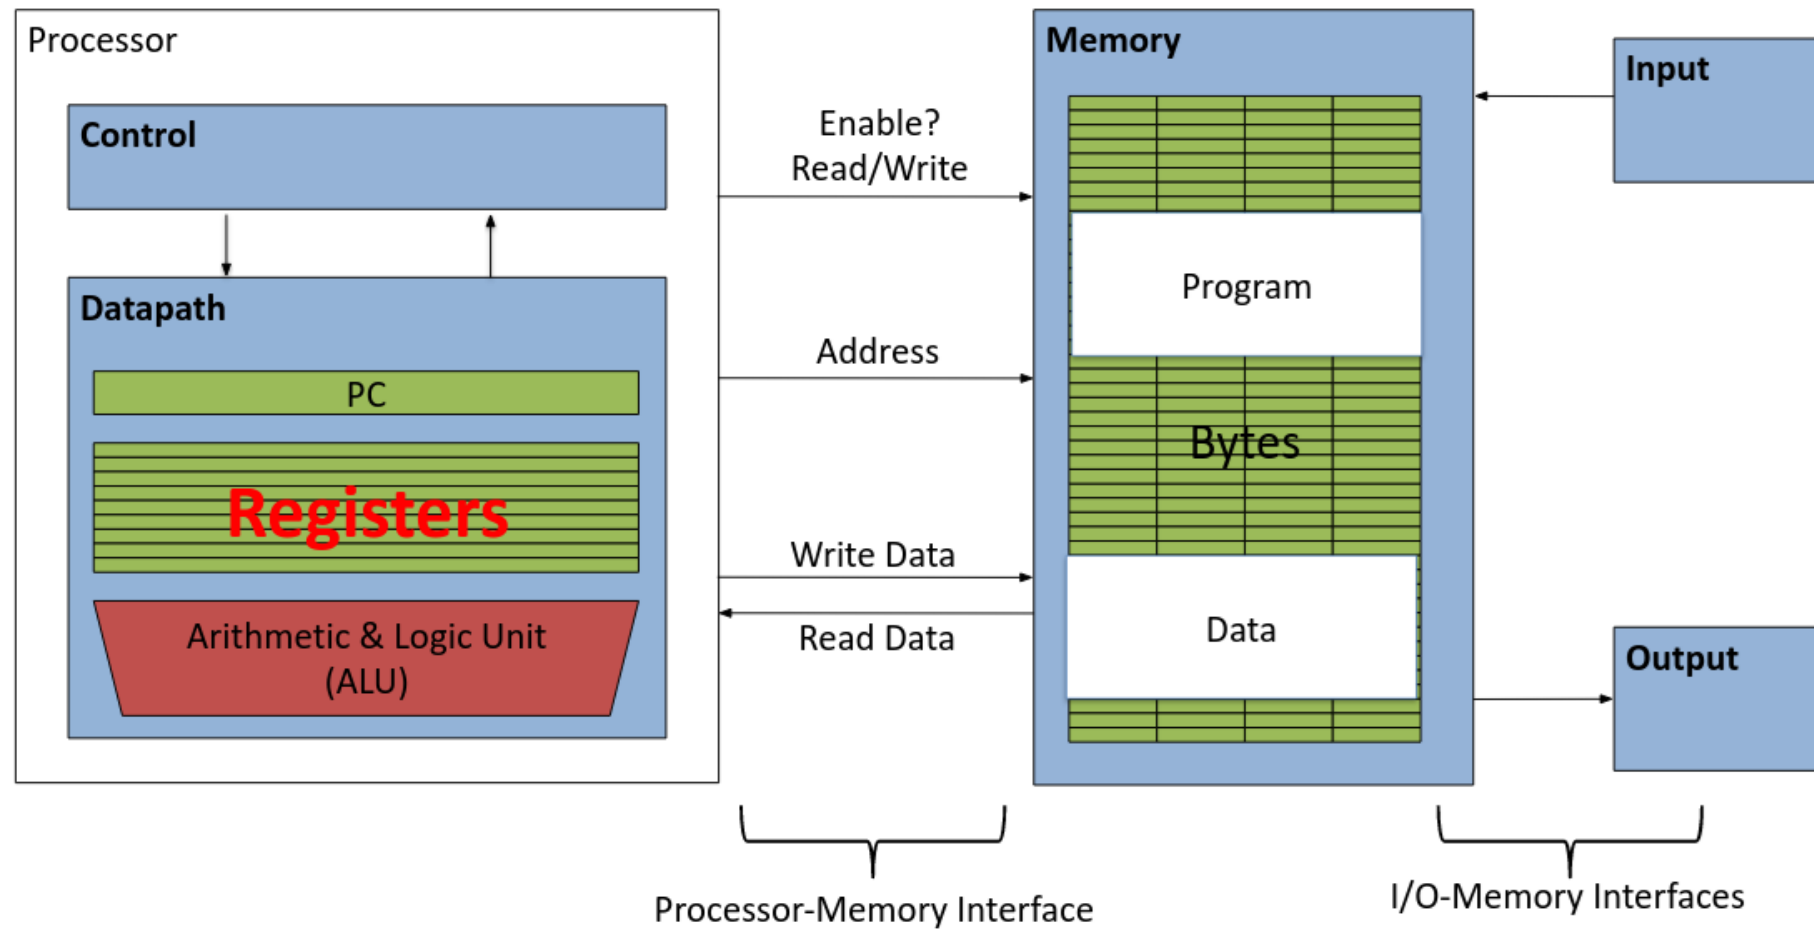 Processor
Control
Datapath
PC
Registers
Arithmetic & Logic Unit
(ALU)
Enable?
Read/Write
Address
Write Data
Read Data
Memory
Program
Bytes
Data
Input
Output
Processor-Memory Interface
I/O-Memory Interfaces